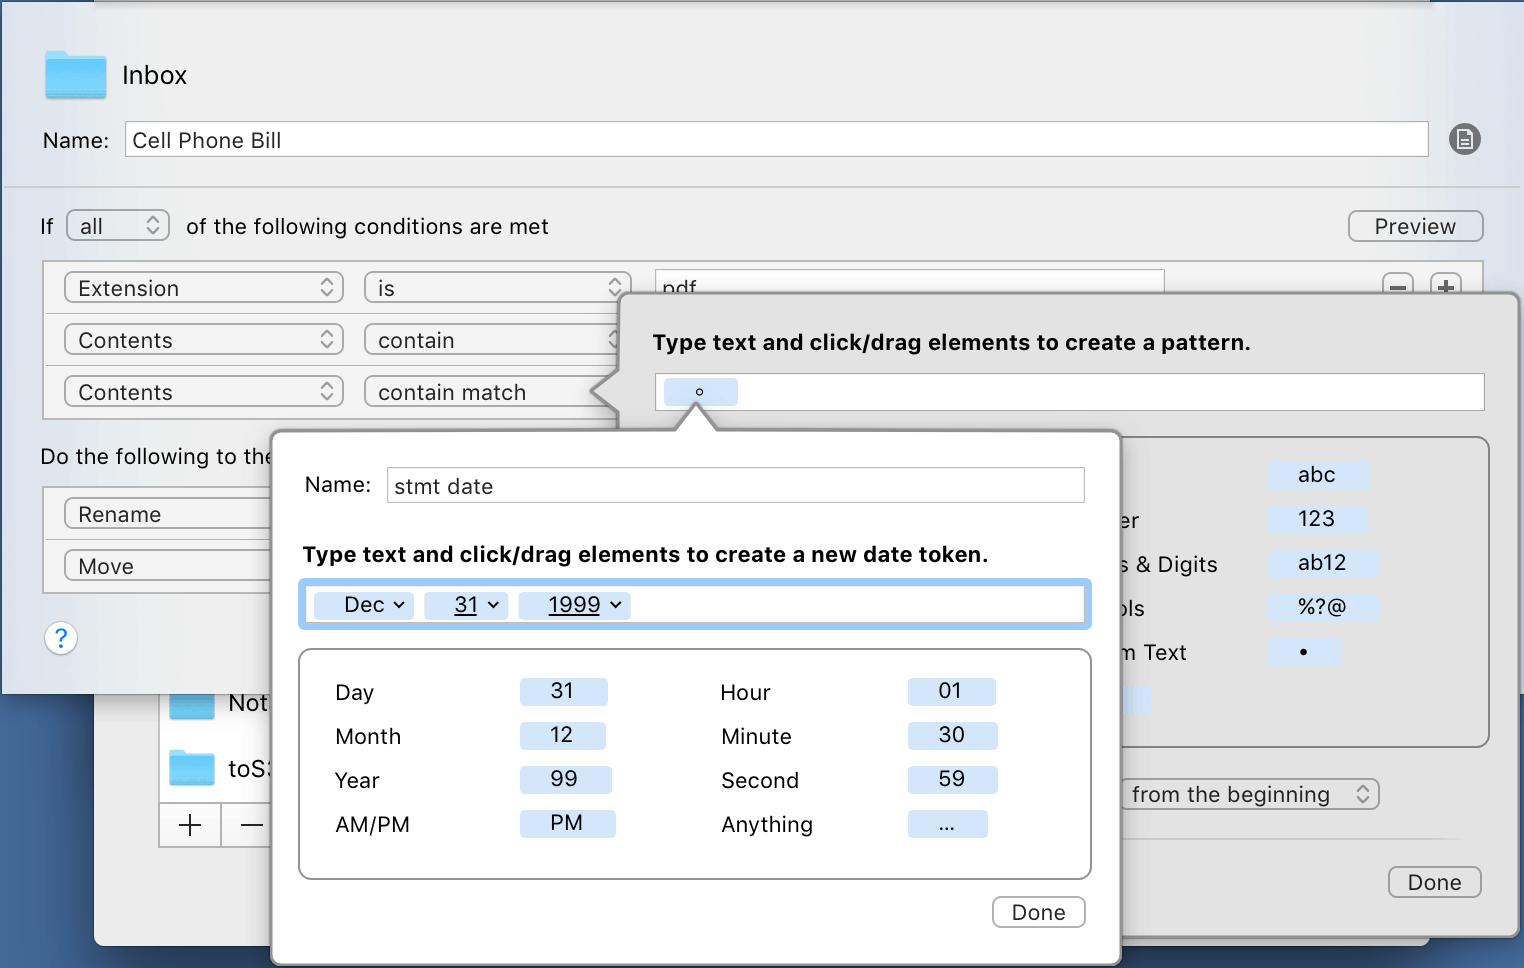 Inbox
Name: Cell Phone Bill
If all of the following conditions are met Preview
Extension is pdf
Contents contain
Type text and click/drag elements to create a pattern.
Contents contain match
Do the following to the
Name: stmt date
abc
Rename
er 123
Type text and click/drag elements to create a new date token.
Move
s & Digits ab12
Dec 31 1999
ols %?@
?
m Text •
Day 31 Hour 01
Not
Month 12 Minute 30
toS3
Year 99 Second 59
from the beginning
AM/PM PM Anything ...
Done
Done